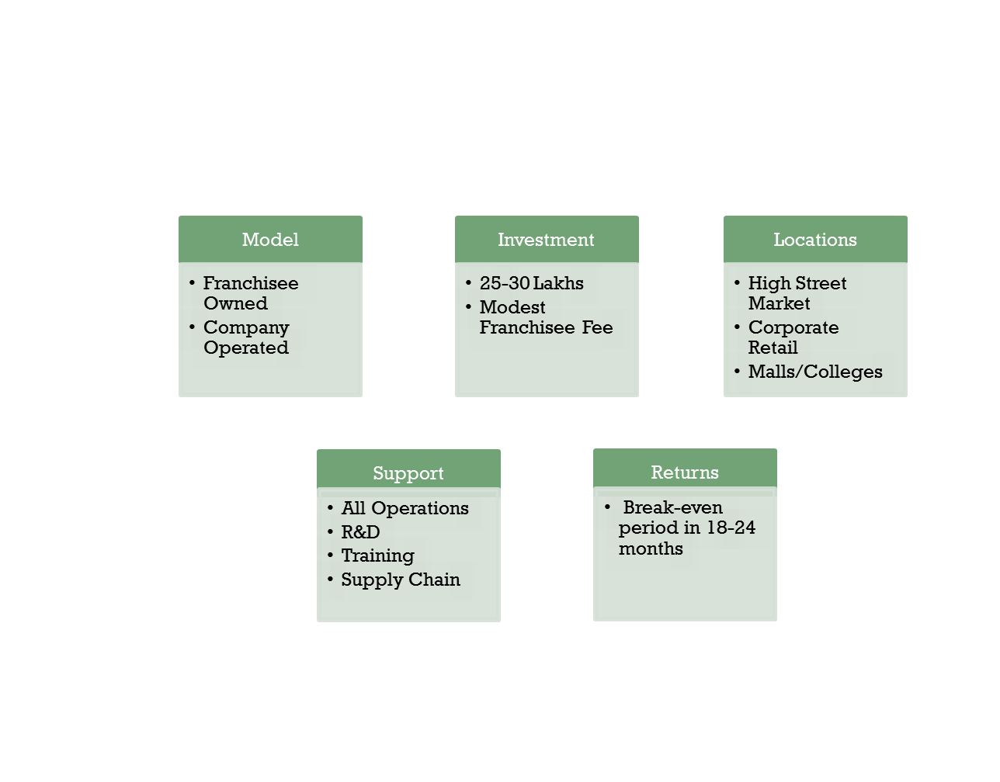 Model
• Franchisee
Owned
• Company
Operated
Investment
• 25-30 Lakhs
• Modest
Franchisee Fee
Locations
• High Street
Market
• Corporate
Retail
• Malls/Colleges
Support
• All Operations
• R&D
• Training
• Supply Chain
Returns
• Break-even
period in 18-24
months